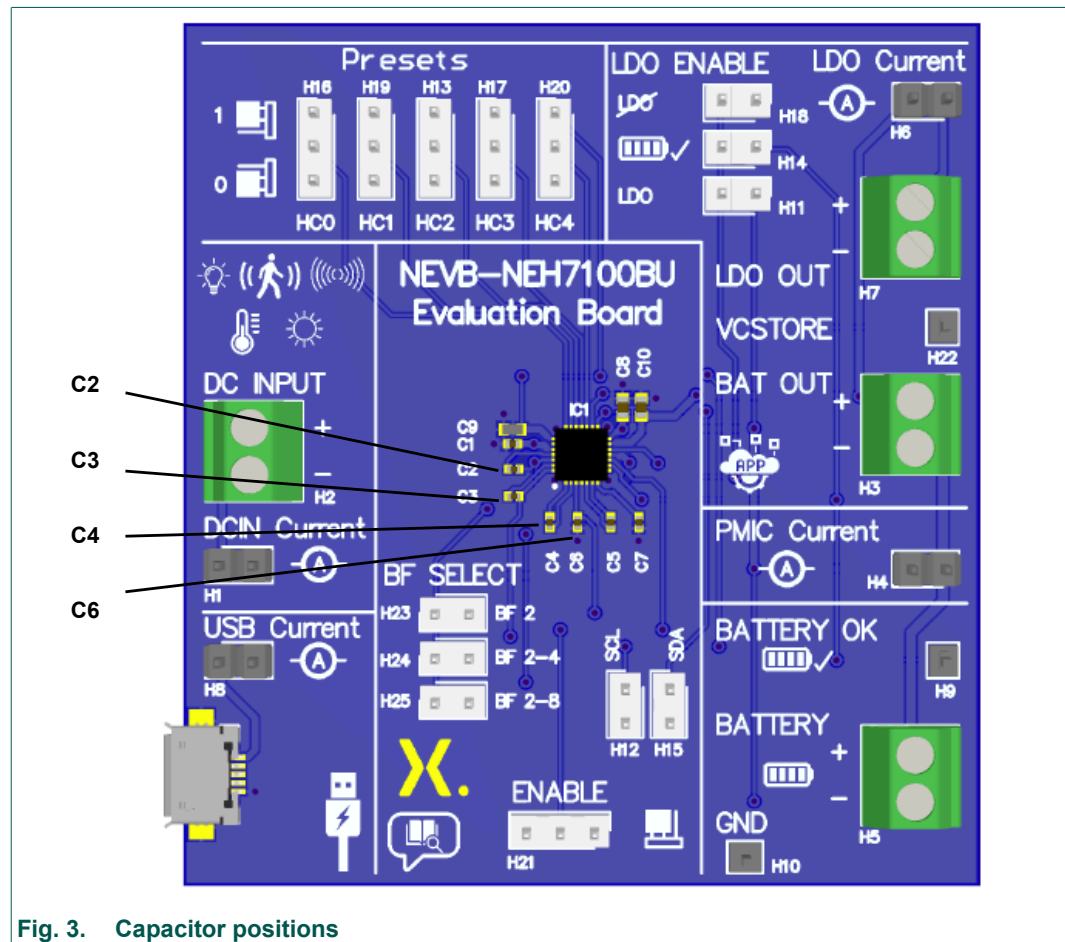 Presets
LDO ENABLE
LDO Current
H16 H19 H13 H17 H20
1
0
HC0 HC1 HC2 HC3 HC4
LDO
H18
A
H6
H14
LDO
H11
+
-
LDO OUT
H7
VCSTORE
H22
NEVB-NEH7100BU
Evaluation Board
DC INPUT
+
-
H2
C8
C10
IC1
C9
C1
C2
C3
C4
C6
C5
C7
BAT OUT
+
-
APP
H3
C2
C3
C4
C6
DCIN Current
A
H1
BF SELECT
H23 BF 2
H24 BF 2-4
H25 BF 2-8
PMIC Current
A
H4
USB Current
A
H8
SCL
SDA
H12
H15
BATTERY OK
H9
BATTERY
+
-
H5
X.
ENABLE
H21
GND
H10
Fig. 3. Capacitor positions